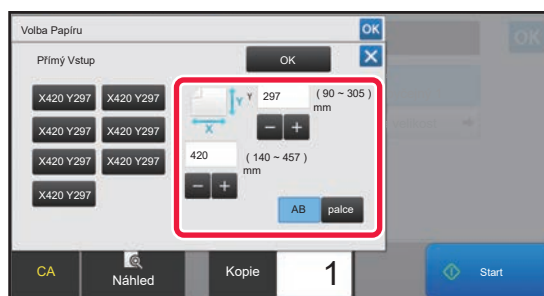 Volba Papíru
OK
OK
Přímý Vstup
OK
X420 Y297
X420 Y297
X420 Y297
X420 Y297
X420 Y297
X420 Y297
X420 Y297
Y
Y
297
( 90 ~ 305 )
mm
X
420
( 140 ~ 457 )
mm
AB
palce
CA
Náhled
Kopie
1
Start